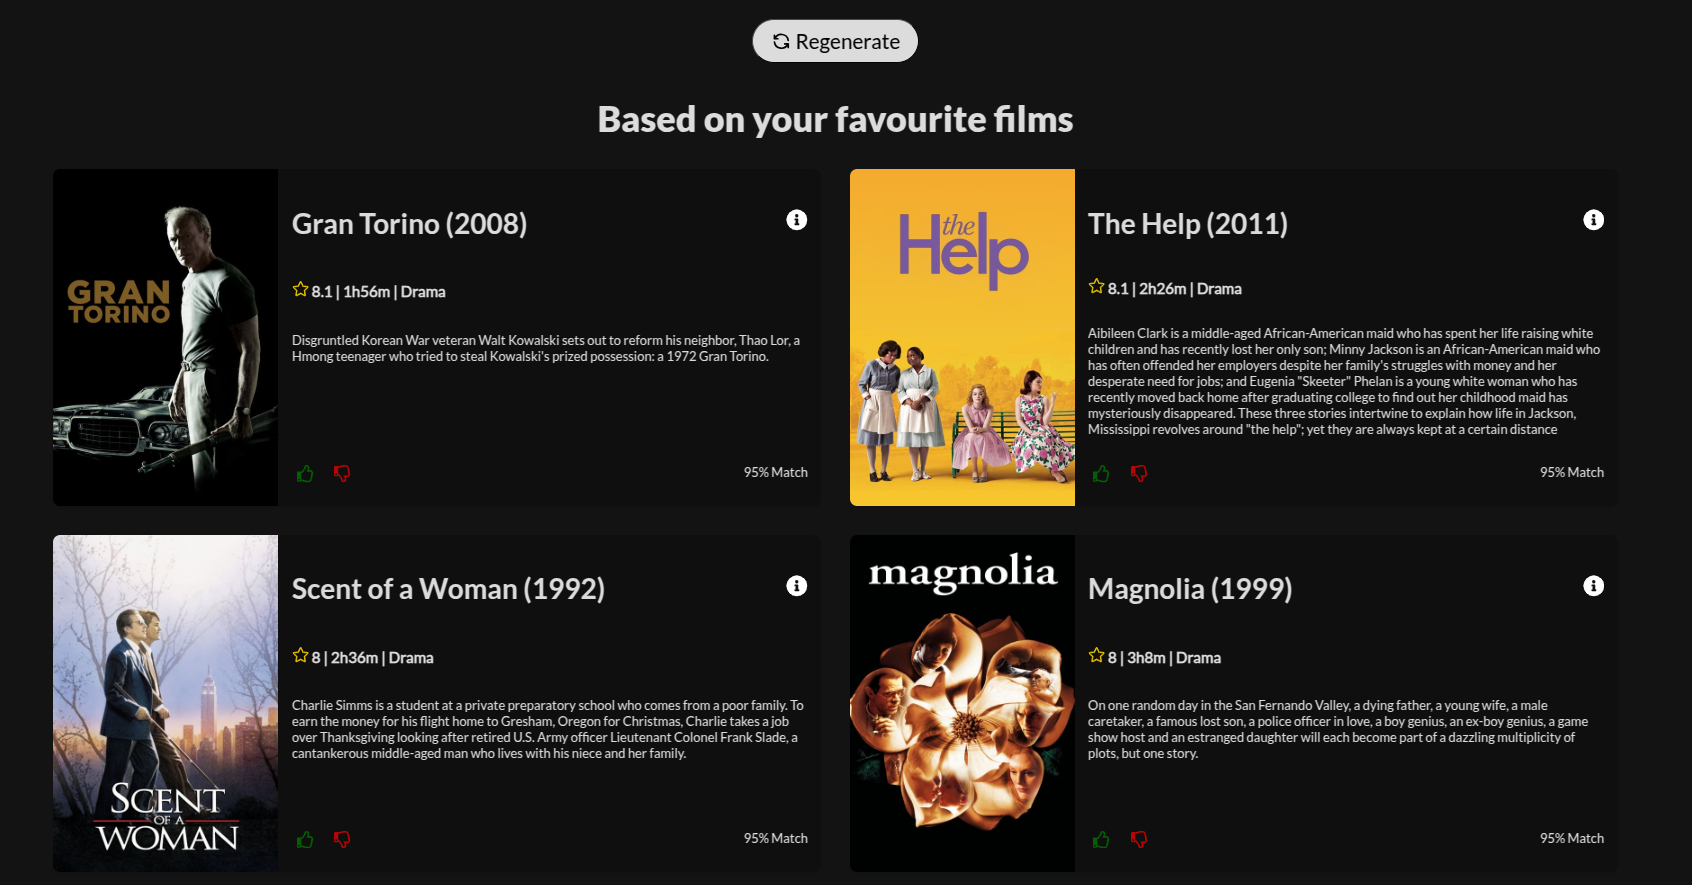 Regenerate
Based on your favourite films
GRAN
TORINO
Gran Torino (2008)
8.1 | 1h56m | Drama
Disgruntled Korean War veteran Walt Kowalski sets out to reform his neighbor, Thao Lor, a
Hmong teenager who tried to steal Kowalski's prized possession: a 1972 Gran Torino.
95% Match
the
Help
The Help (2011)
8.1 | 2h26m | Drama
Aibileen Clark is a middle-aged African-American maid who has spent her life raising white
children and has recently lost her only son; Minny Jackson is an African-American maid who
has often offended her employers despite her family's struggles with money and her
desperate need for jobs; and Eugenia "Skeeter" Phelan is a young white woman who has
recently moved back home after graduating college to find out her childhood maid has
mysteriously disappeared. These three stories intertwine to explain how life in Jackson,
Mississippi revolves around "the help"; yet they are always kept at a certain distance
95% Match
SCENT
OF A
WOMAN
Scent of a Woman (1992)
8 | 2h36m | Drama
Charlie Simms is a student at a private preparatory school who comes from a poor family. To
earn the money for his flight home to Gresham, Oregon for Christmas, Charlie takes a job
over Thanksgiving looking after retired U.S. Army officer Lieutenant Colonel Frank Slade, a
cantankerous middle-aged man who lives with his niece and her family.
95% Match
magnolia
Magnolia (1999)
8 | 3h8m | Drama
On one random day in the San Fernando Valley, a dying father, a young wife, a male
caretaker, a famous lost son, a police officer in love, a boy genius, an ex-boy genius, a game
show host and an estranged daughter will each become part of a dazzling multiplicity of
plots, but one story.
95% Match